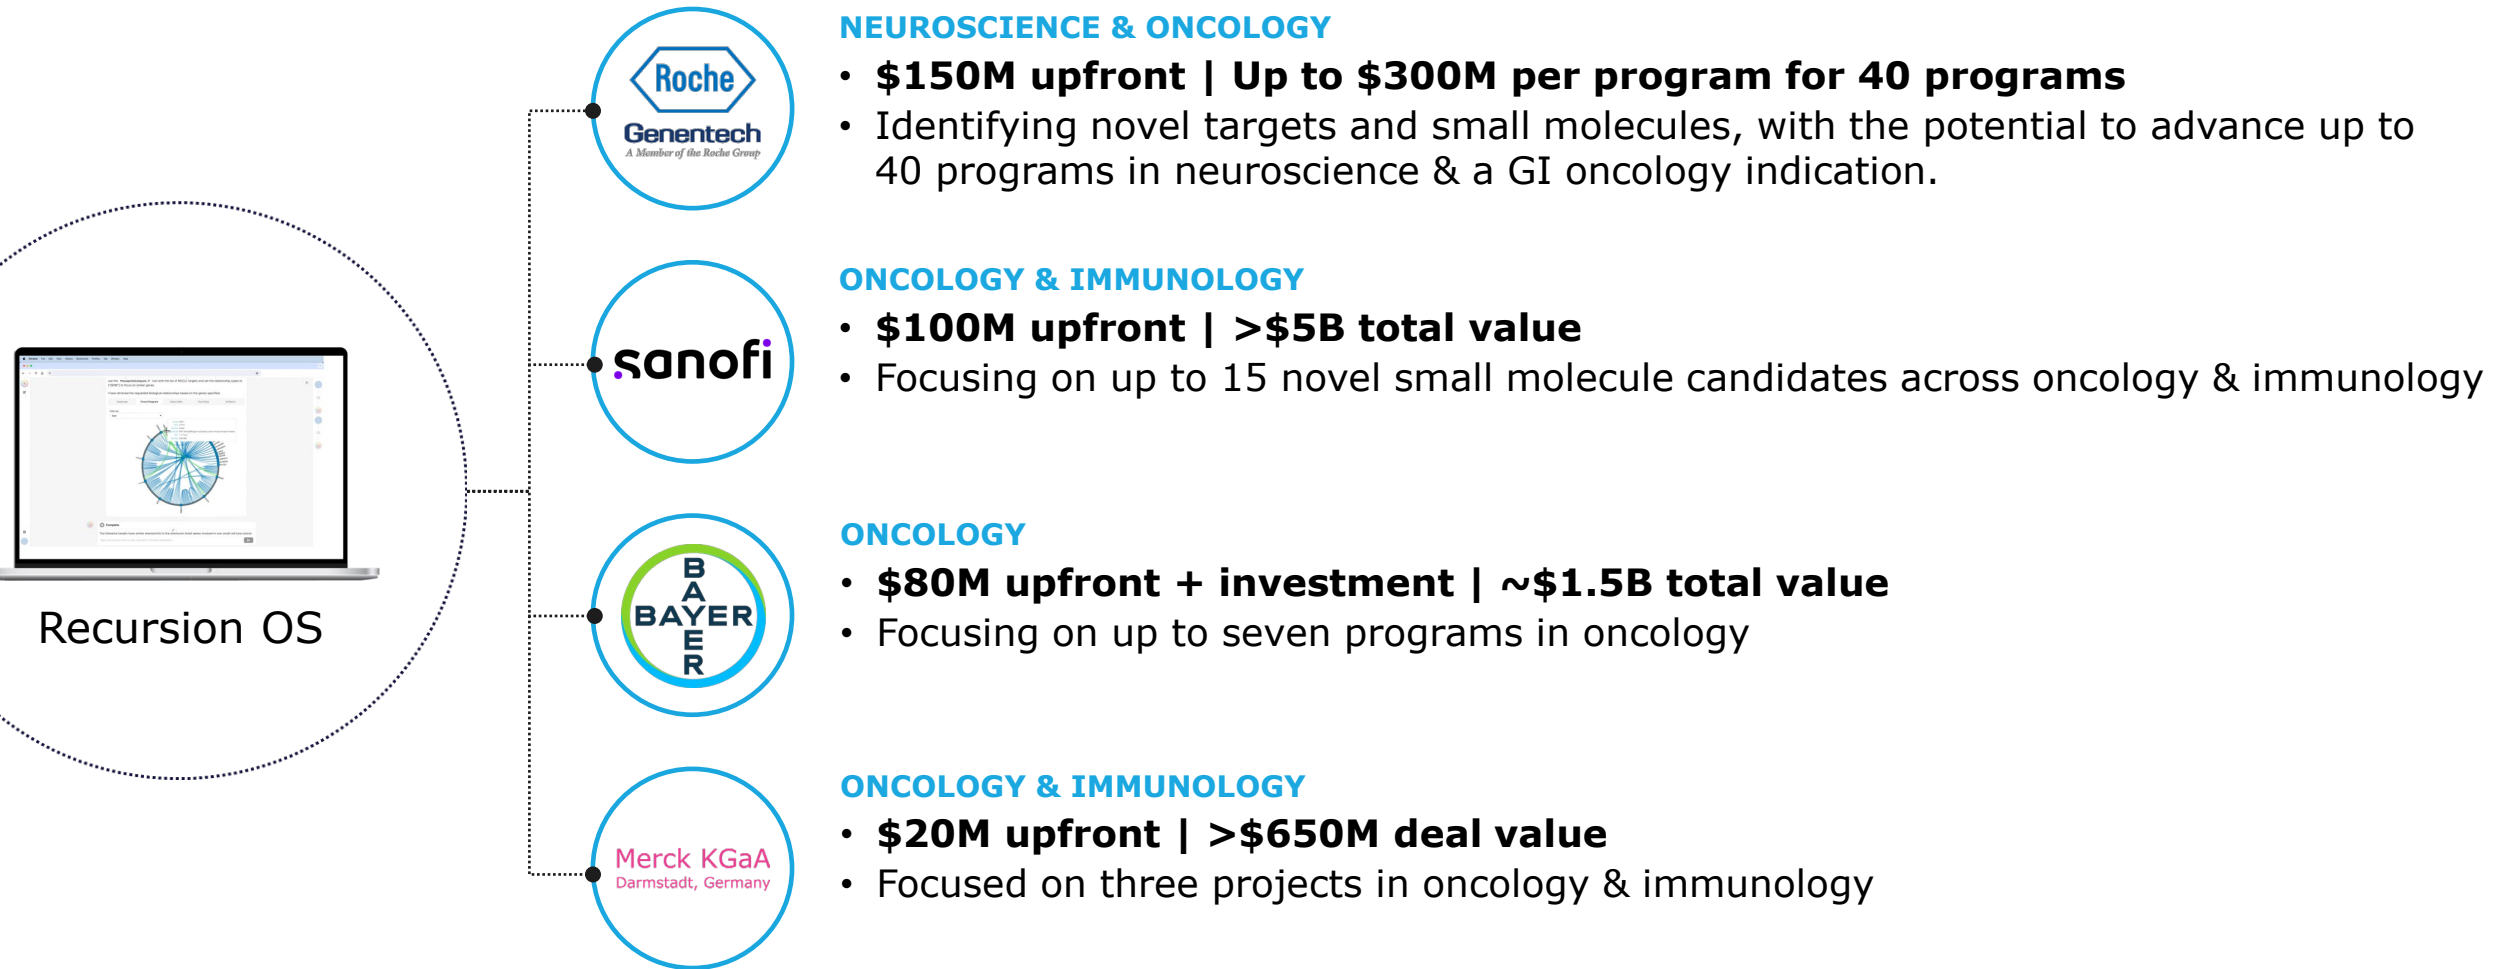 NEUROSCIENCE & ONCOLOGY
Roche
Genentech
A Member of the Roche Group
• $150M upfront | Up to $300M per program for 40 programs
• Identifying novel targets and small molecules, with the potential to advance up to
40 programs in neuroscience & a GI oncology indication.
ONCOLOGY & IMMUNOLOGY
sanofi
• $100M upfront | >$5B total value
• Focusing on up to 15 novel small molecule candidates across oncology & immunology
Recursion OS
ONCOLOGY
BAYER
BAYER
• $80M upfront + investment | ~$1.5B total value
• Focusing on up to seven programs in oncology
ONCOLOGY & IMMUNOLOGY
Merck KGaA
Darmstadt, Germany
• $20M upfront | >$650M deal value
• Focused on three projects in oncology & immunology